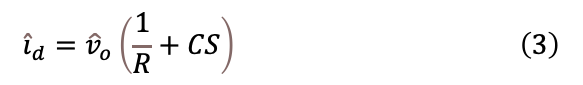 î_d = v̂_o (1/R + CS) (3)